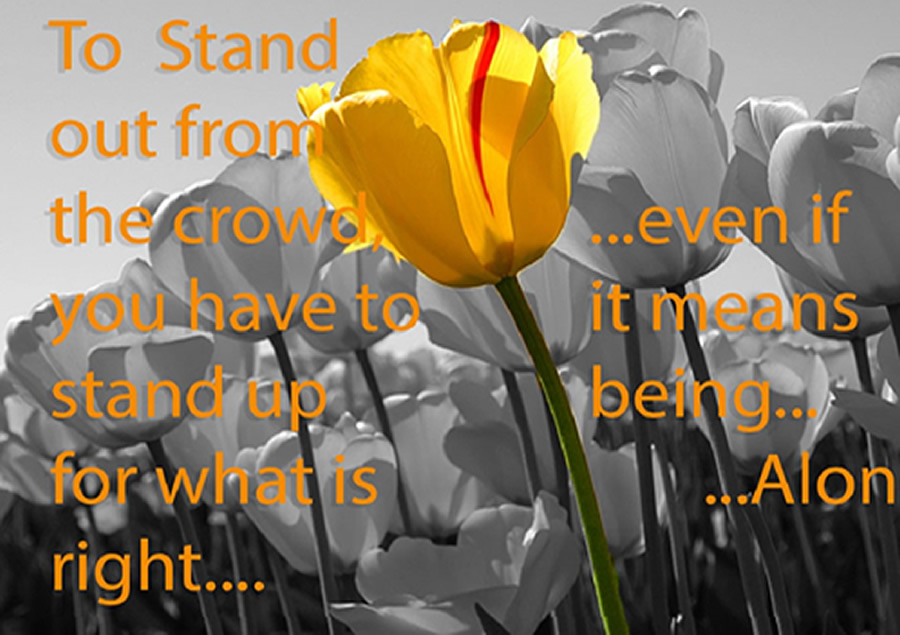 To Stand
out from
the crowd,
you have to
stand up
for what is
right....
...even if
it means
being...
...Alon